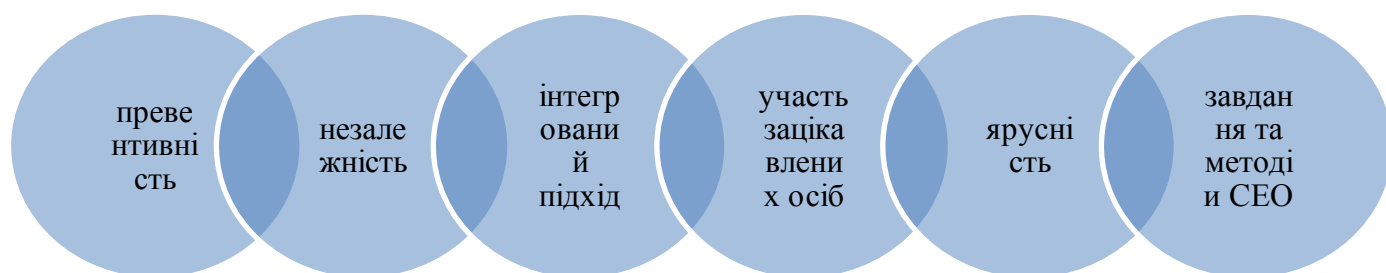 преве
нтивні
сть
незале
жність
інтегр
овани
й
підхід
участь
заціка
влени
х осіб
ярусні
сть
завдан
ня та
методі
и СЕО